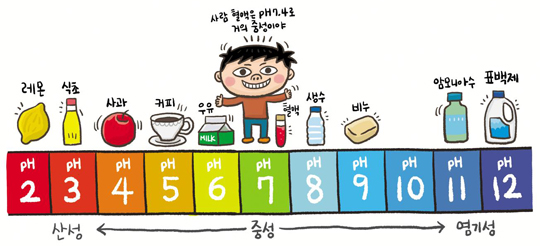 사람 혈액은 pH7.4로
거의 중성이야
레몬
식초
사과
커피
우유
MILK
혈액
생수
비누
암모니아수
표백제
pH 2
pH 3
pH 4
pH 5
pH 6
pH 7
pH 8
pH 9
pH 10
pH 11
pH 12
산성
중성
염기성